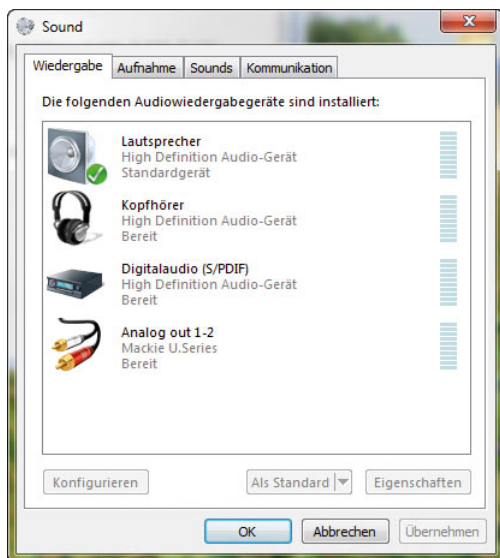 Sound
Wiedergabe Aufnahme Sounds Kommunikation
Die folgenden Audiowiedergabegeräte sind installiert:
Lautsprecher
High Definition Audio-Gerät
Standardgerät
Kopfhörer
High Definition Audio-Gerät
Bereit
Digitalaudio (S/PDIF)
High Definition Audio-Gerät
Bereit
Analog out 1-2
Mackie U.Series
Bereit
Konfigurieren Als Standard Eigenschaften
OK Abbrechen Übernehmen